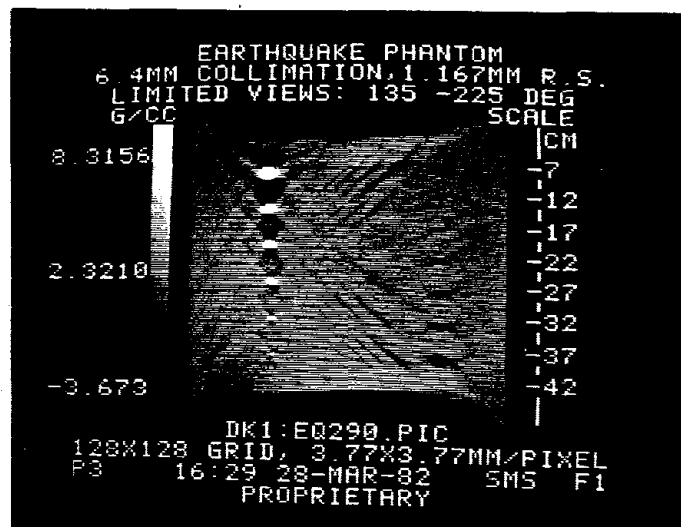 EARTHQUAKE PHANTOM
6.4MM COLLIMATION,1.167MM R.S.
LIMITED VIEWS: 135 -225 DEG
G/CC SCALE
CM
8.3156
-7
-12
-17
2.3210
-22
-27
-32
-37
-3.673
-42
DK1:EQ290.PIC
128X128 GRID, 3.77X3.77MM/PIXEL
P3 16:29 28-MAR-82 SMS F1
PROPRIETARY